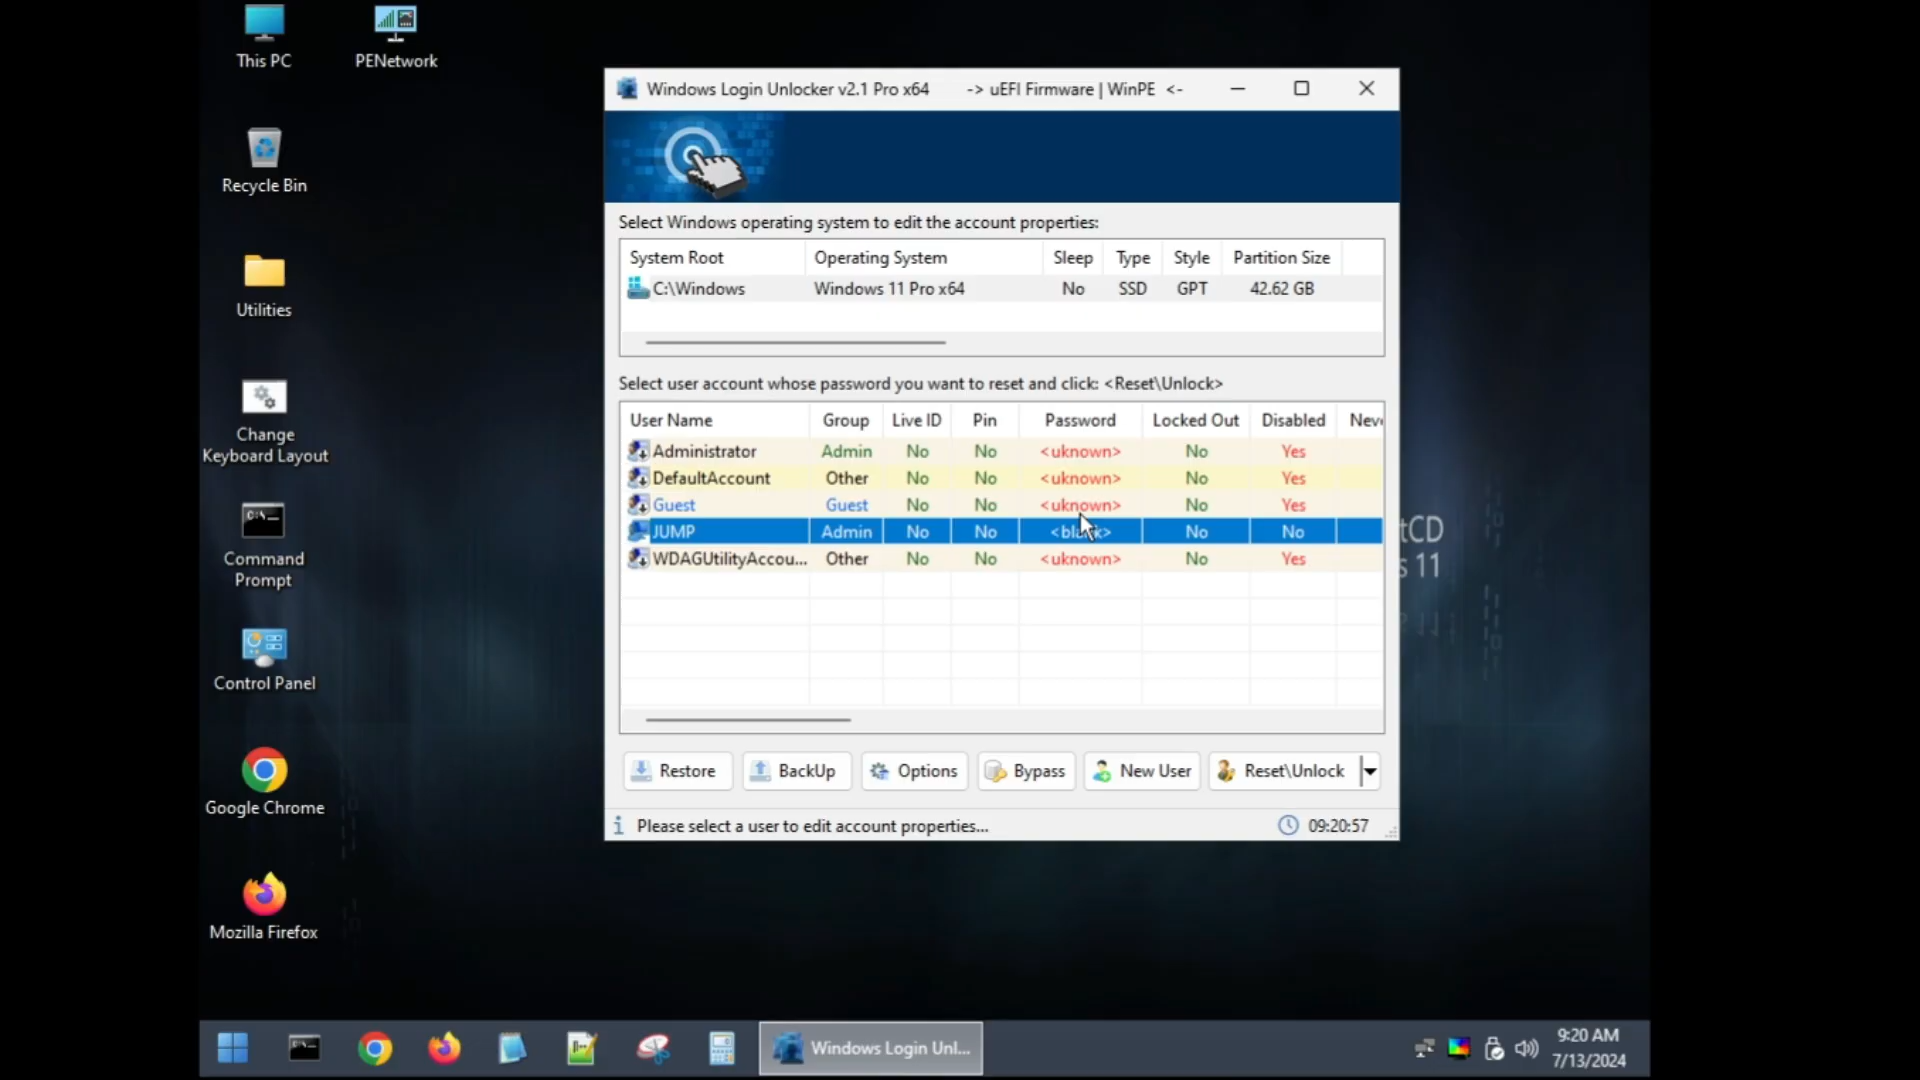 This PC
PENetwork
Recycle Bin
Utilities
Change
Keyboard Layout
Command
Prompt
Control Panel
Google Chrome
Mozilla Firefox
Windows Login Unlocker v2.1 Pro x64 -> uEFI Firmware | WinPE <-
Select Windows operating system to edit the account properties:
System Root Operating System Sleep Type Style Partition Size
C:\Windows Windows 11 Pro x64 No SSD GPT 42.62 GB
Select user account whose password you want to reset and click: <Reset\Unlock>
User Name Group Live ID Pin Password Locked Out Disabled Neve
Administrator Admin No No <uknown> No Yes
DefaultAccount Other No No <uknown> No Yes
Guest Guest No No <uknown> No Yes
JUMP Admin No No <blank> No No
WDAGUtilityAccou... Other No No <uknown> No Yes
Restore BackUp Options Bypass New User Reset\Unlock
Please select a user to edit account properties... 09:20:57
tCD
s 11
Windows Login Unl...
9:20 AM
7/13/2024